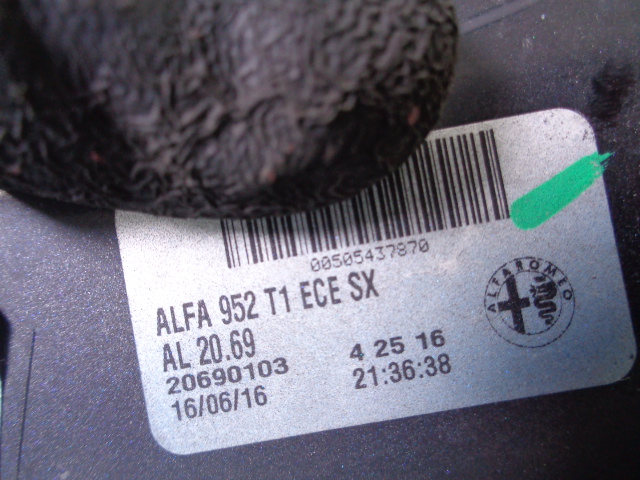 00505437870
ALFA 952 T1 ECE SX
AL 20.69
20690103 4 25 16
16/06/16 21:36:38
ALFA ROMEO